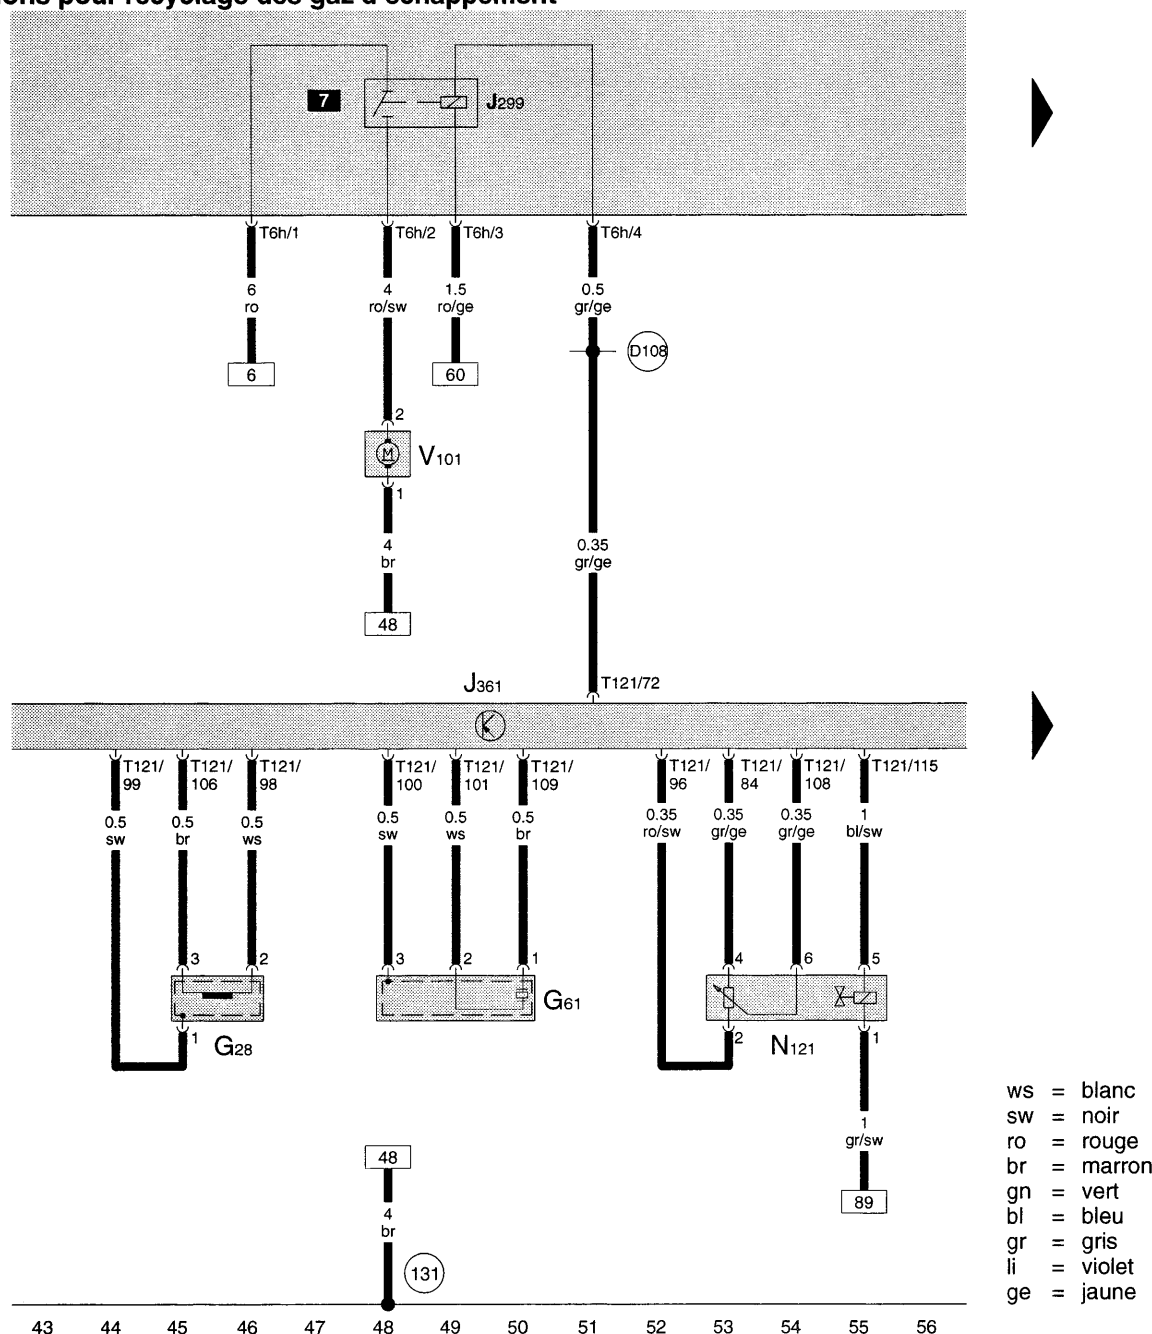 pour recyclage des gaz d'échappement
7
J299
T6h/1 T6h/2 T6h/3 T6h/4
6 4 1.5 0.5
ro ro/sw ro/ge gr/ge
D108
6 60
2
M
V101
1
4 0.35
br gr/ge
48
J361
T121/72
T121/ T121/ T121/ T121/ T121/ T121/ T121/ T121/ T121/ T121/115
99 106 98 100 101 109 96 84 108
0.5 0.5 0.5 0.5 0.5 0.5 0.35 0.35 0.35 1
sw br ws sw ws br ro/sw gr/ge gr/ge bl/sw
3 2 3 2 1 4 6 5
G61
1 G28 2 N121 1
ws = blanc
sw = noir
ro = rouge
br = marron
gn = vert
bl = bleu
gr = gris
li = violet
ge = jaune
1
gr/sw
48
89
4
br
131
43 44 45 46 47 48 49 50 51 52 53 54 55 56